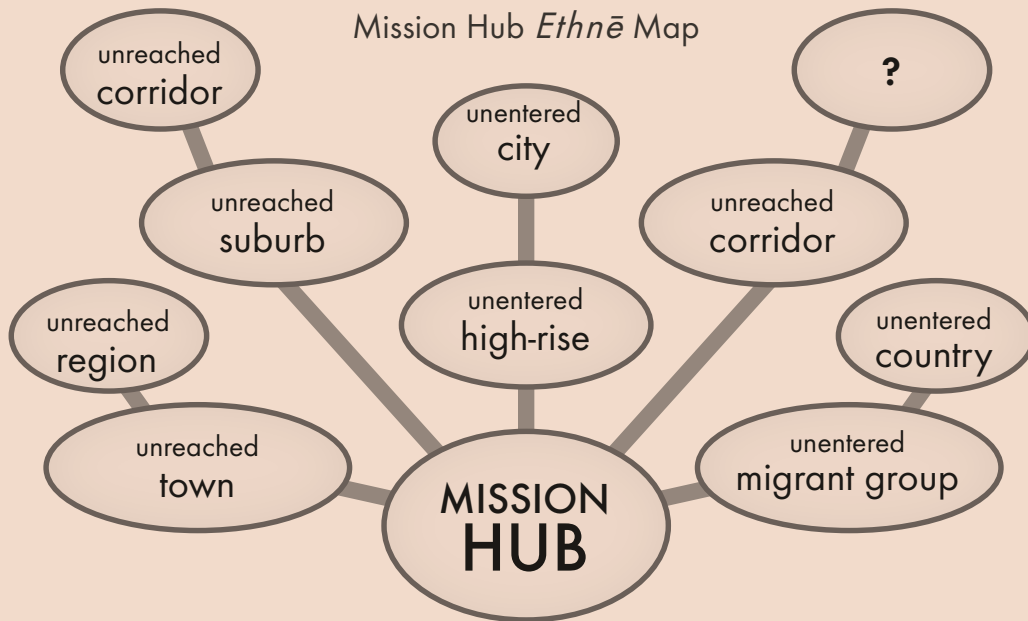 Mission Hub Ethnē Map
unreached
corridor
?
unentered
city
unreached
suburb
unreached
corridor
unreached
region
unentered
high-rise
unentered
country
unreached
town
unentered
migrant group
MISSION
HUB